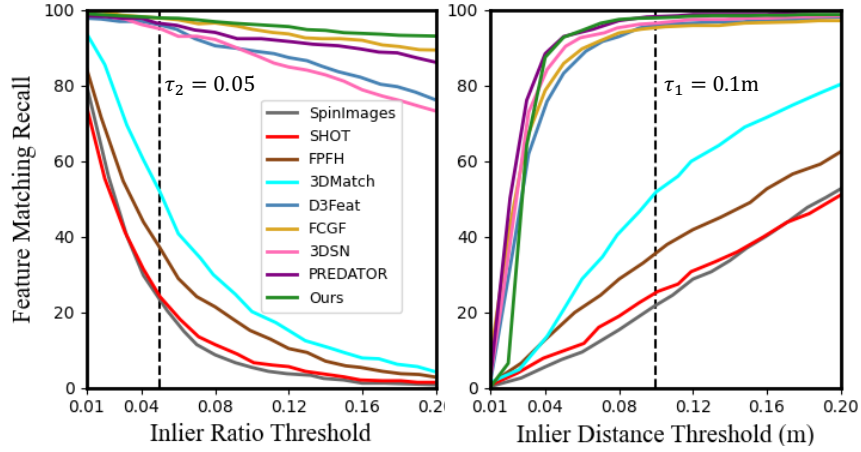 Feature Matching Recall
100
80
60
40
20
0
τ₂ = 0.05
SpinImages
SHOT
FPFH
3DMatch
D3Feat
FCGF
3DSN
PREDATOR
Ours
0.01 0.04 0.08 0.12 0.16 0.20
Inlier Ratio Threshold
100
80
60
40
20
0
τ₁ = 0.1m
0.01 0.04 0.08 0.12 0.16 0.20
Inlier Distance Threshold (m)